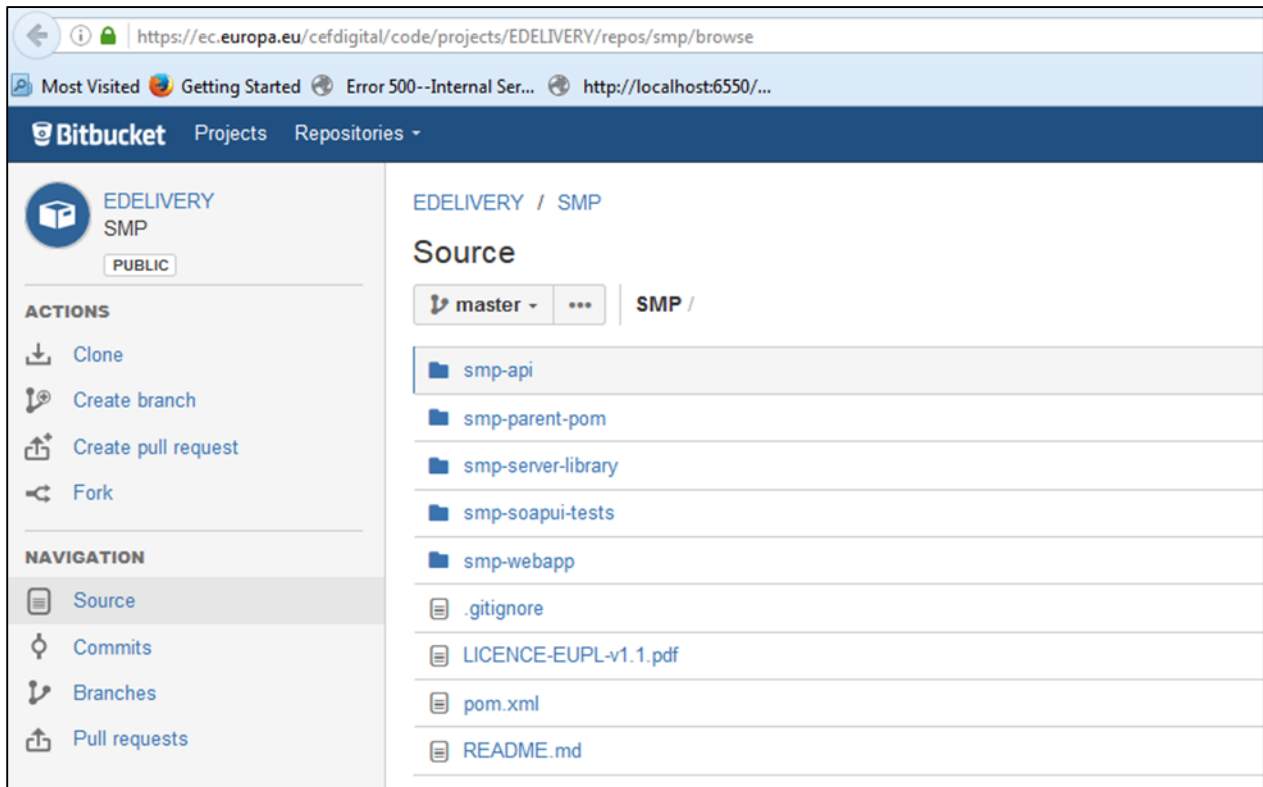 https://ec.europa.eu/cefdigital/code/projects/EDELIVERY/repos/smp/browse
Most Visited Getting Started Error 500--Internal Ser... http://localhost:6550/...
Bitbucket Projects Repositories
EDELIVERY
SMP
PUBLIC
ACTIONS
Clone
Create branch
Create pull request
Fork
NAVIGATION
Source
Commits
Branches
Pull requests
EDELIVERY / SMP
Source
master ••• SMP /
smp-api
smp-parent-pom
smp-server-library
smp-soapui-tests
smp-webapp
.gitignore
LICENCE-EUPL-v1.1.pdf
pom.xml
README.md